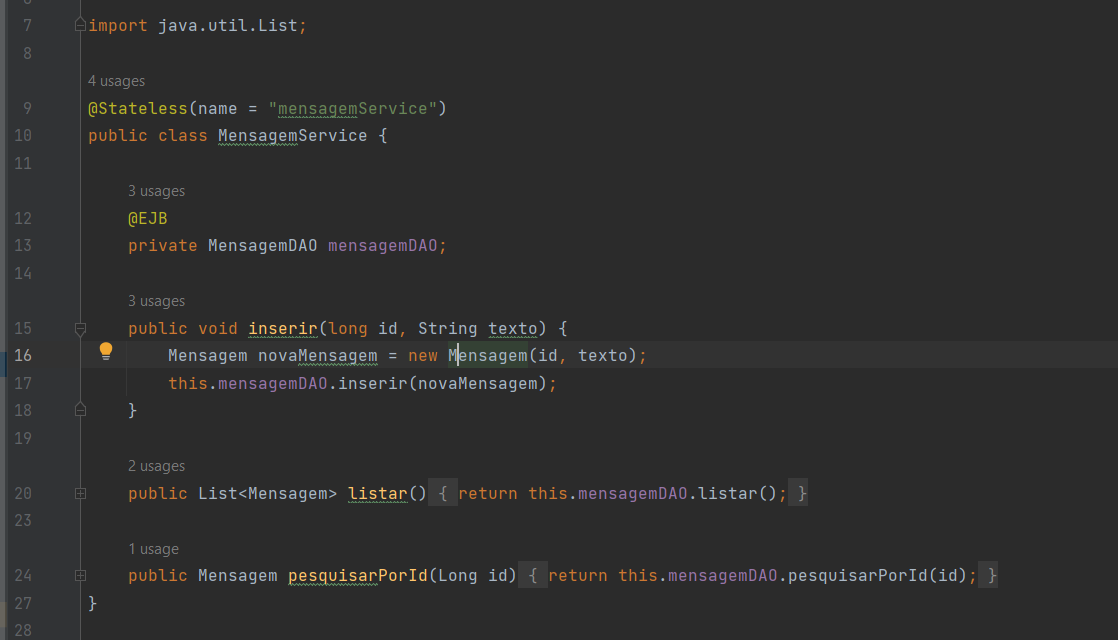 7 import java.util.List;
8
4 usages
9 @Stateless(name = "mensagemService")
10 public class MensagemService {
11
3 usages
12 @EJB
13 private MensagemDAO mensagemDAO;
14
3 usages
15 public void inserir(long id, String texto) {
16 Mensagem novaMensagem = new Mensagem(id, texto);
17 this.mensagemDAO.inserir(novaMensagem);
18 }
19
2 usages
20 public List<Mensagem> listar() { return this.mensagemDAO.listar(); }
23
1 usage
24 public Mensagem pesquisarPorId(Long id) { return this.mensagemDAO.pesquisarPorId(id); }
27 }
28